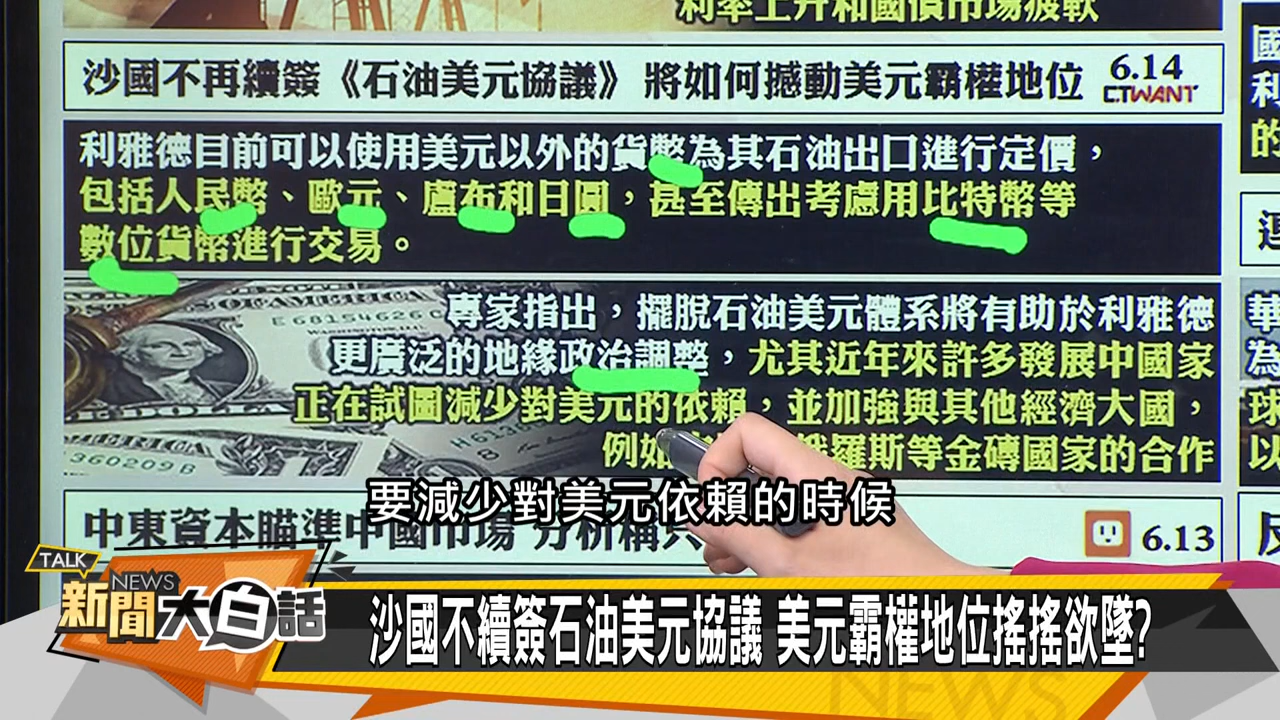 利率上升和國債市場疲軟
沙國不再續簽《石油美元協議》 將如何撼動美元霸權地位
6.14
CTWANT
利雅德目前可以使用美元以外的貨幣為其石油出口進行定價，
包括人民幣、歐元、盧布和日圓，甚至傳出考慮用比特幣等
數位貨幣進行交易。
專家指出，擺脫石油美元體系將有助於利雅德
更廣泛的地緣政治調整，尤其近年來許多發展中國家
正在試圖減少對美元的依賴，並加強與其他經濟大國，
例如 俄羅斯等金磚國家的合作
要減少對美元依賴的時候
中東資本瞄準中國市場 分析稱
6.13
TALK
NEWS
新聞大白話
沙國不續簽石油美元協議 美元霸權地位搖搖欲墜?
NEWS